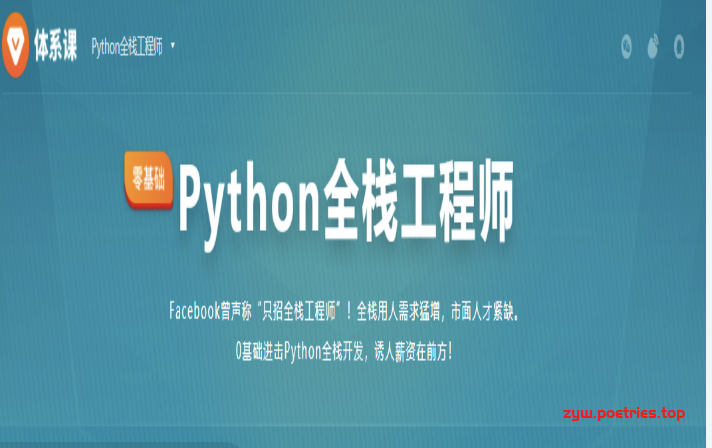 体系课 Python全栈工程师
零基础
Python全栈工程师
Facebook曾声称“只招全栈工程师”！全栈用人需求猛增，市面人才紧缺。
0基础进击Python全栈开发，诱人薪资在前方！
zyw.poetries.top